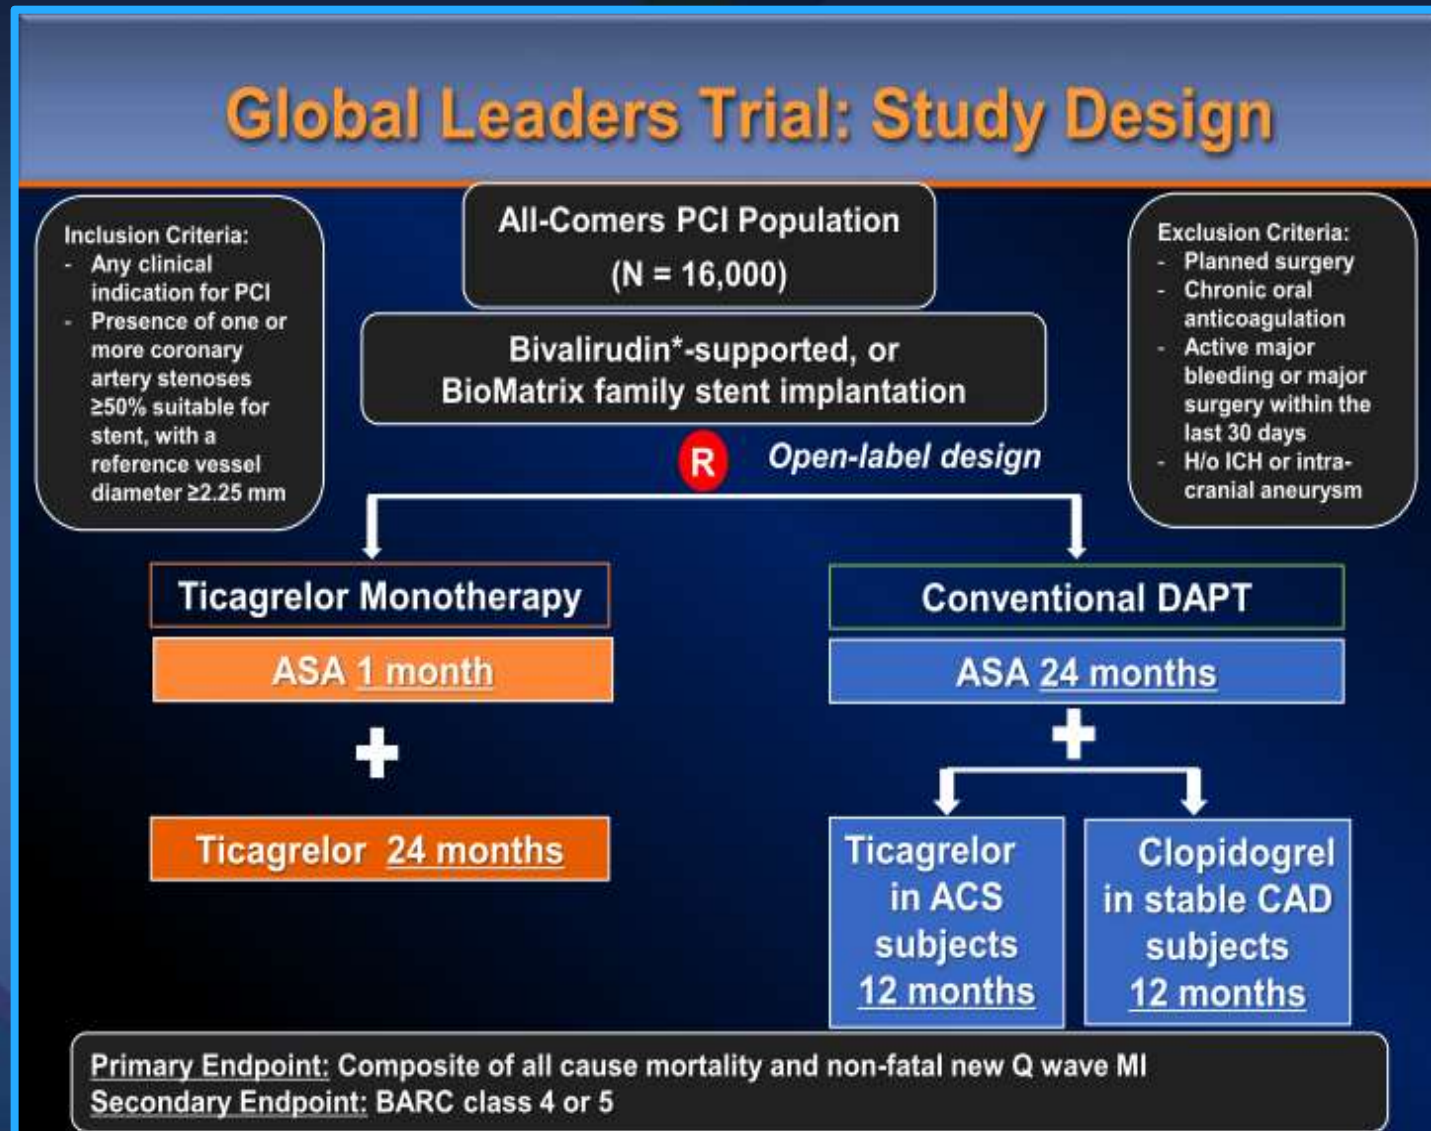 Global Leaders Trial: Study Design
Inclusion Criteria:
- Any clinical
indication for PCI
- Presence of one or
more coronary
artery stenoses
≥50% suitable for
stent, with a
reference vessel
diameter ≥2.25 mm
All-Comers PCI Population
(N = 16,000)
Bivalirudin*-supported, or
BioMatrix family stent implantation
Exclusion Criteria:
- Planned surgery
- Chronic oral
anticoagulation
- Active major
bleeding or major
surgery within the
last 30 days
- H/o ICH or intra-
cranial aneurysm
R Open-label design
Ticagrelor Monotherapy
ASA 1 month
+
Ticagrelor 24 months
Conventional DAPT
ASA 24 months
+
Ticagrelor
in ACS
subjects
12 months
Clopidogrel
in stable CAD
subjects
12 months
Primary Endpoint: Composite of all cause mortality and non-fatal new Q wave MI
Secondary Endpoint: BARC class 4 or 5